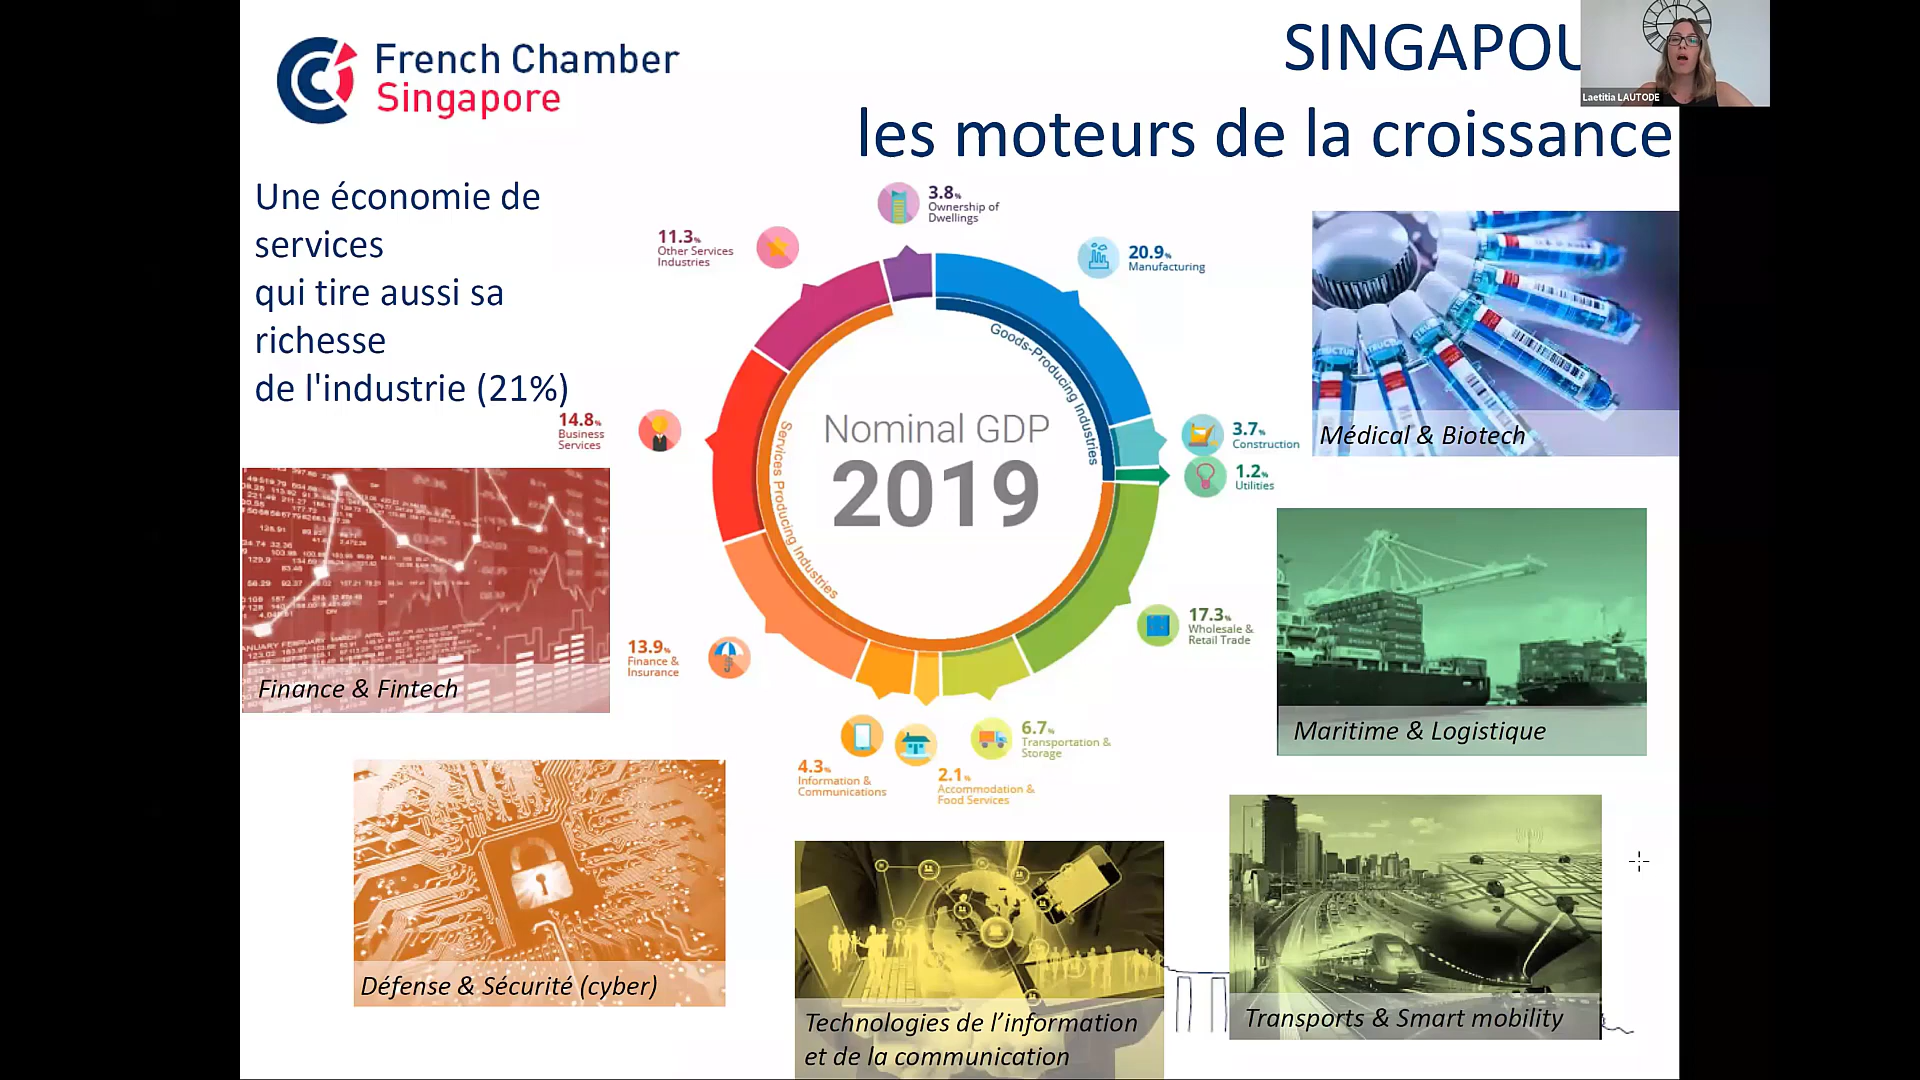 French Chamber
Singapore
SINGAPOU
Laetitia LAUTODE
les moteurs de la croissance
Une économie de
services
qui tire aussi sa
richesse
de l'industrie (21%)
3.8%
Ownership of
Dwellings
11.3%
Other Services
Industries
20.9%
Manufacturing
Goods-Producing Industries
Services Producing Industries
Nominal GDP
2019
14.8%
Business
Services
3.7%
Construction
1.2%
Utilities
17.3%
Wholesale &
Retail Trade
13.9%
Finance &
Insurance
6.7%
Transportation &
Storage
4.3%
Information &
Communications
2.1%
Accommodation &
Food Services
Médical & Biotech
Finance & Fintech
Maritime & Logistique
Défense & Sécurité (cyber)
Technologies de l’information
et de la communication
Transports & Smart mobility